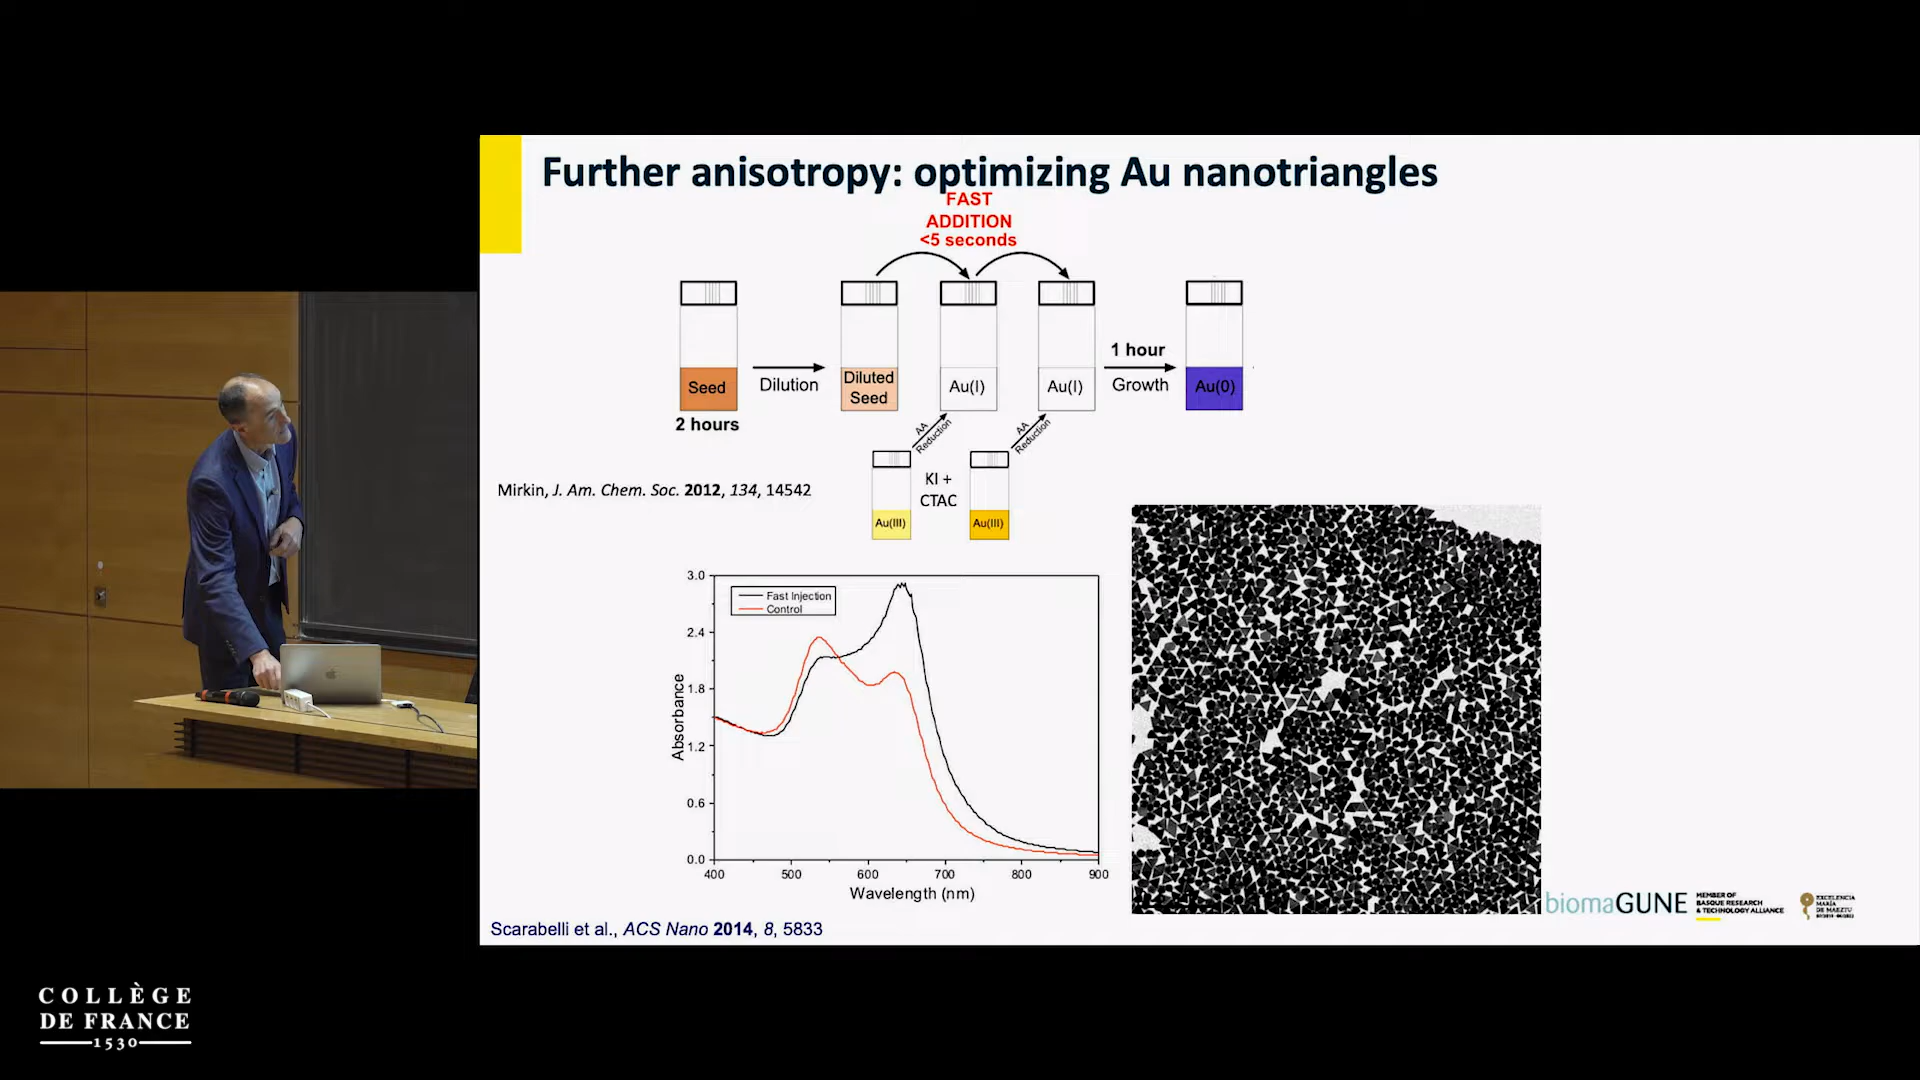 Further anisotropy: optimizing Au nanotriangles
FAST
ADDITION
<5 seconds
Seed
2 hours
Dilution
Diluted
Seed
Au(I)
Au(I)
1 hour
Growth
Au(0)
AA
Reduction
AA
Reduction
KI +
CTAC
Au(III)
Au(III)
Mirkin, J. Am. Chem. Soc. 2012, 134, 14542
Fast Injection
Control
3.0
2.4
1.8
1.2
0.6
0.0
Absorbance
400 500 600 700 800 900
Wavelength (nm)
Scarabelli et al., ACS Nano 2014, 8, 5833
biomaGUNE
MEMBER OF
BASQUE RESEARCH
& TECHNOLOGY ALLIANCE
EXCELENCIA
MARÍA
DE MAEZTU
COLLÈGE
DE FRANCE
1530